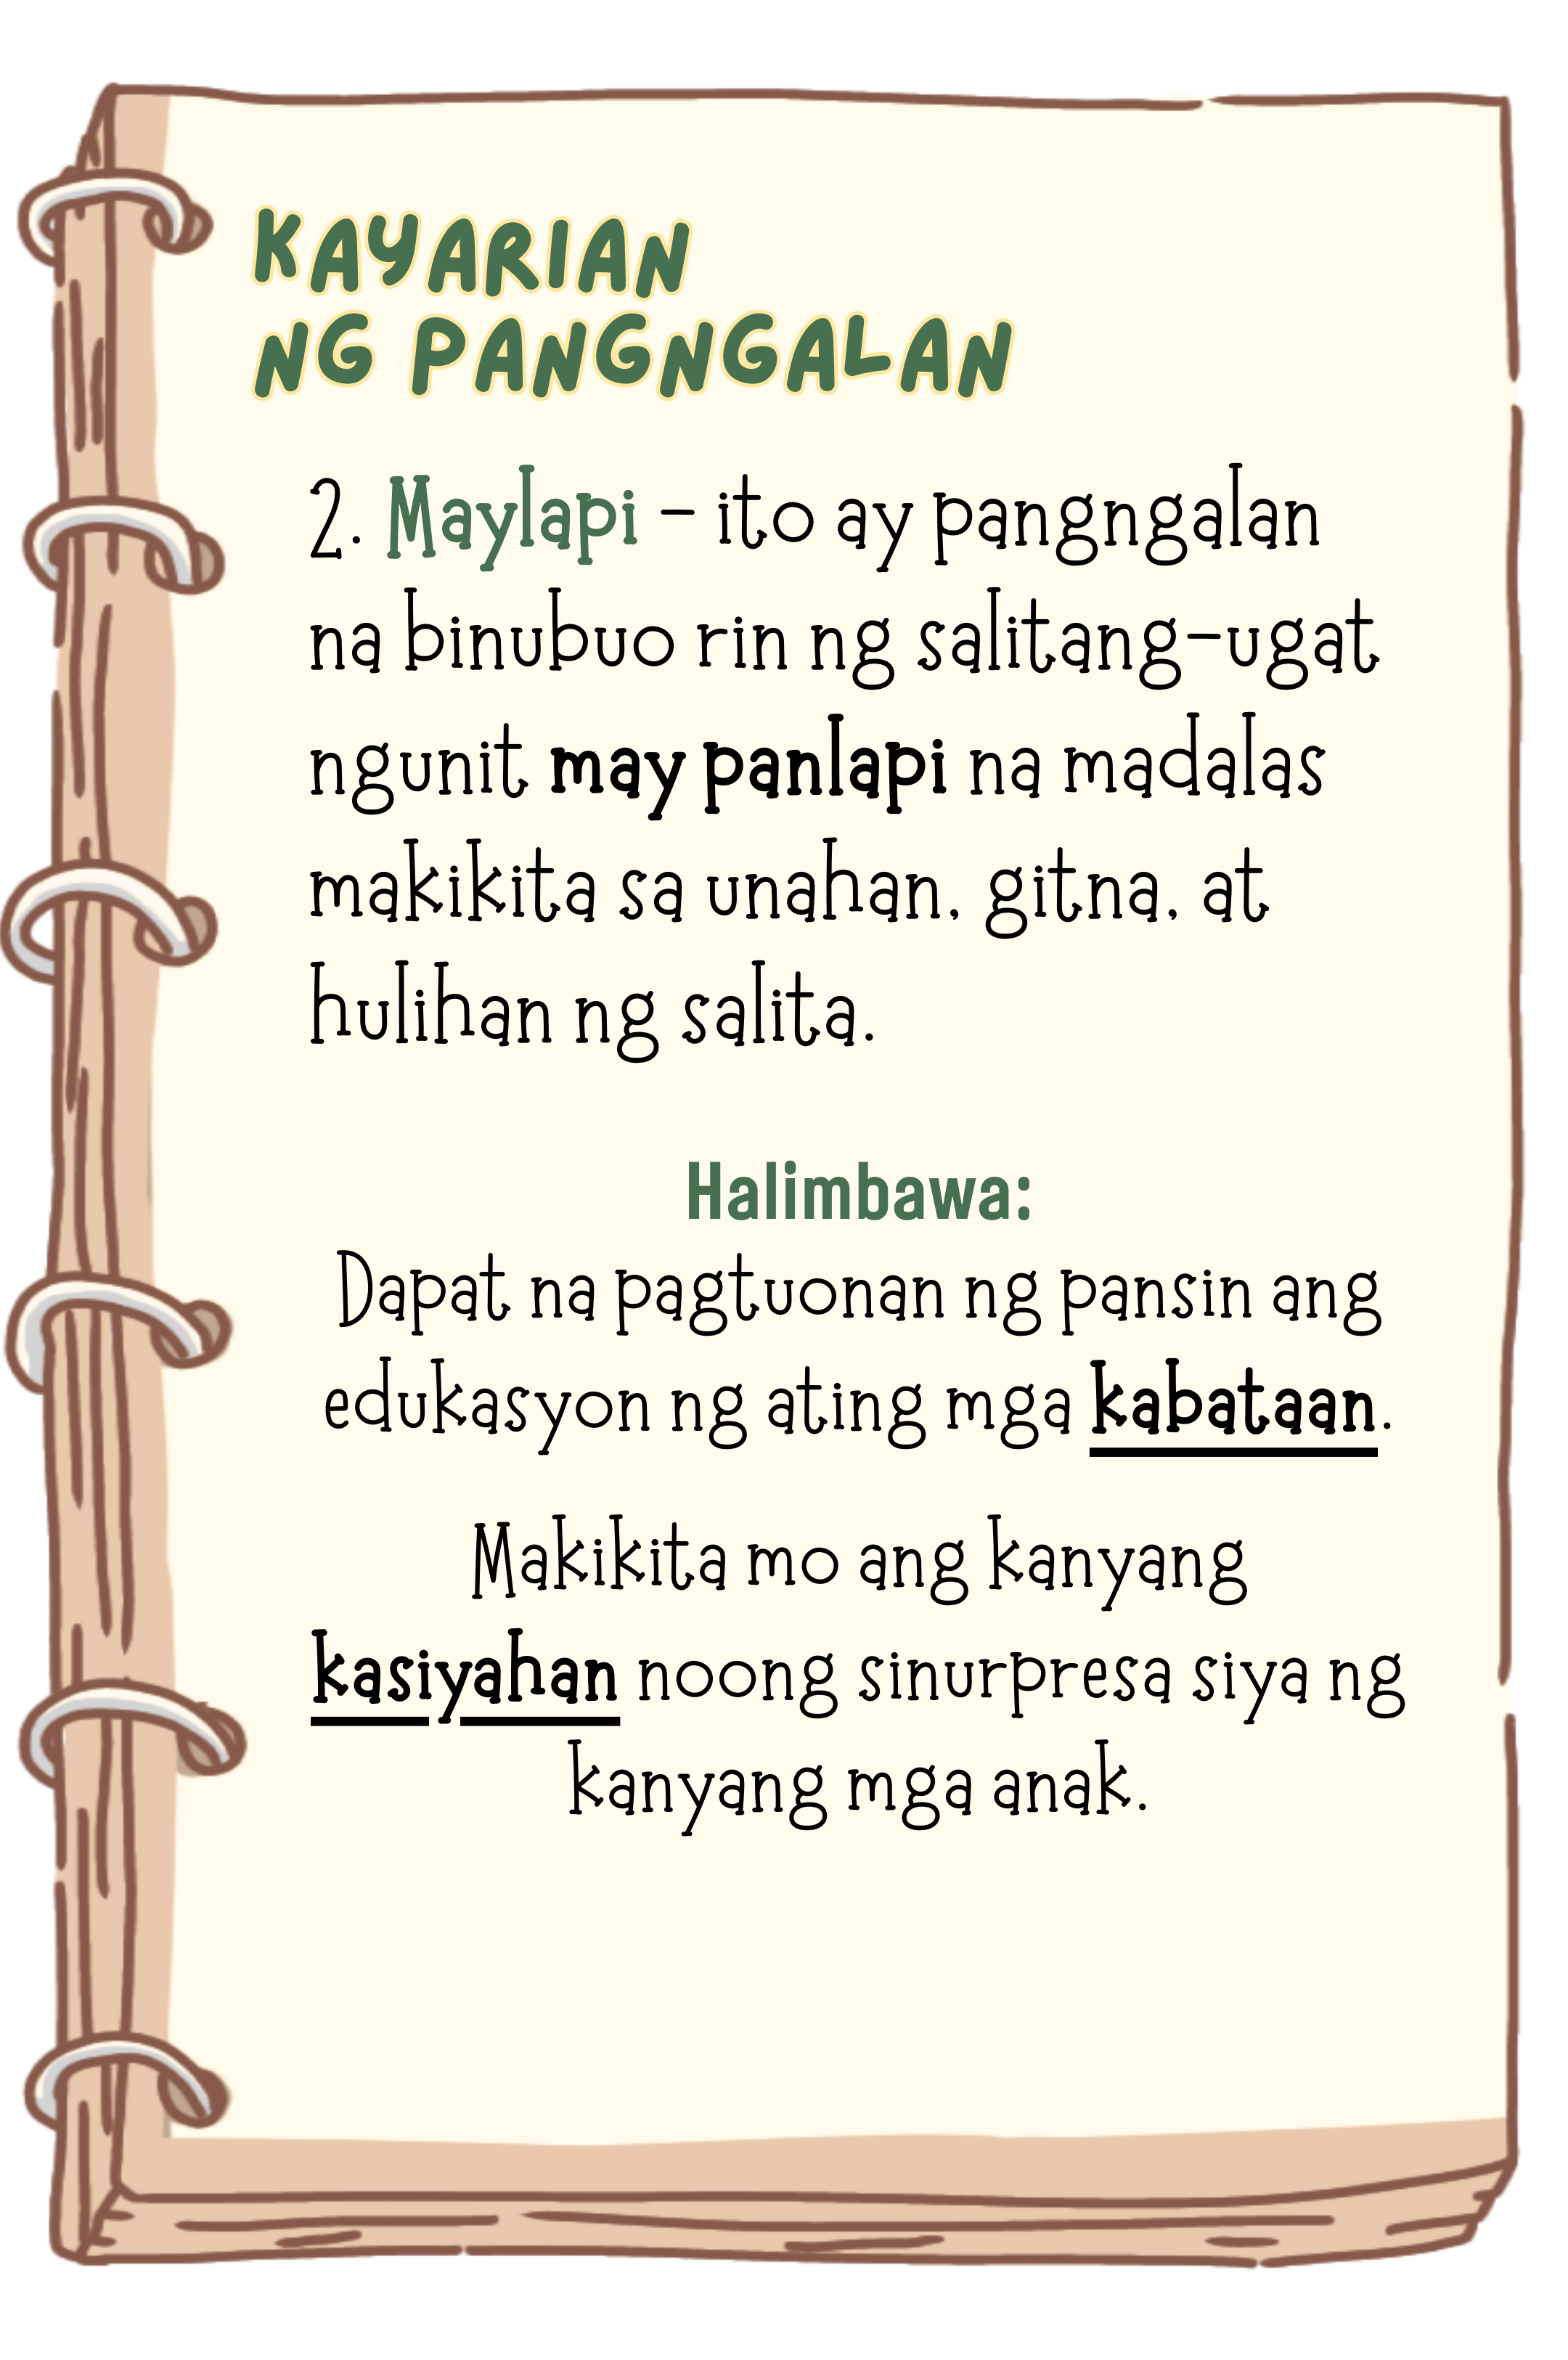 KAYARIAN
NG PANGNGALAN
2. Maylapi - ito ay pangngalan
na binubuo rin ng salitang-ugat
ngunit may panlapi na madalas
makikita sa unahan, gitna, at
hulihan ng salita.
Halimbawa:
Dapat na pagtuonan ng pansin ang
edukasyon ng ating mga kabataan.
Makikita mo ang kanyang
kasiyahan noong sinurpresa siya ng
kanyang mga anak.